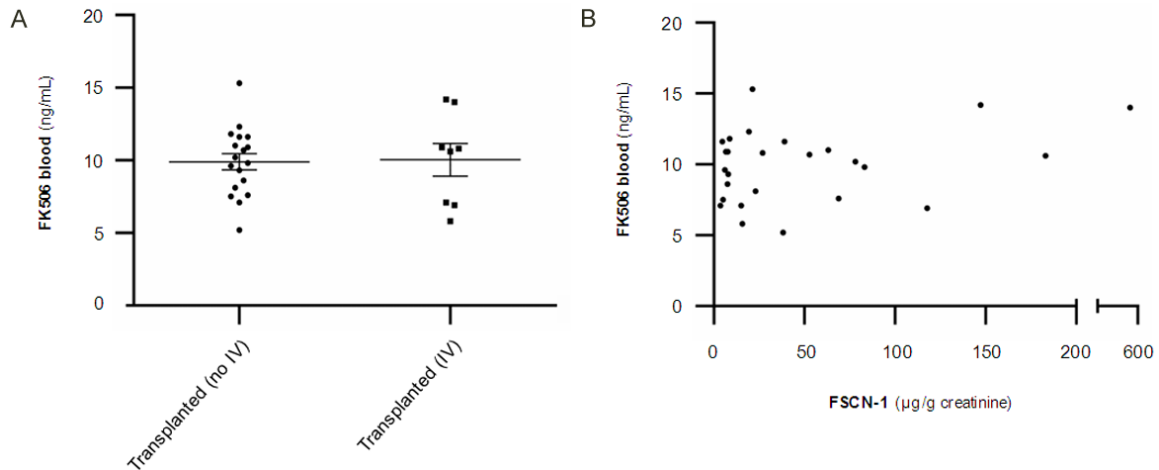 A
FK506 blood (ng/mL)
20
15
10
5
0
Transplanted (no IV)
Transplanted (IV)
B
FK506 blood (ng/mL)
20
15
10
5
0
0 50 100 150 200 600
FSCN-1 (µg/g creatinine)